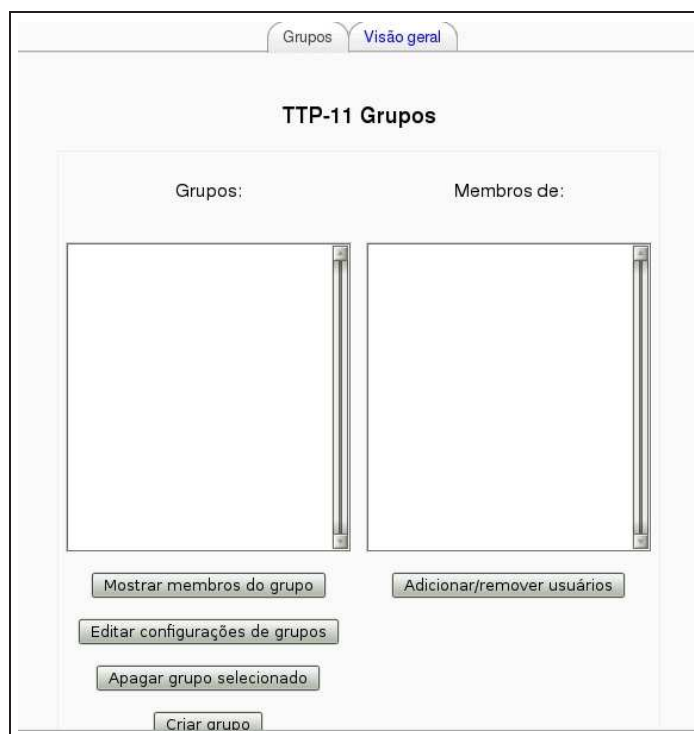 Grupos
Visão geral
TTP-11 Grupos
Grupos:
Membros de:
Mostrar membros do grupo
Adicionar/remover usuários
Editar configurações de grupos
Apagar grupo selecionado
Criar grupo